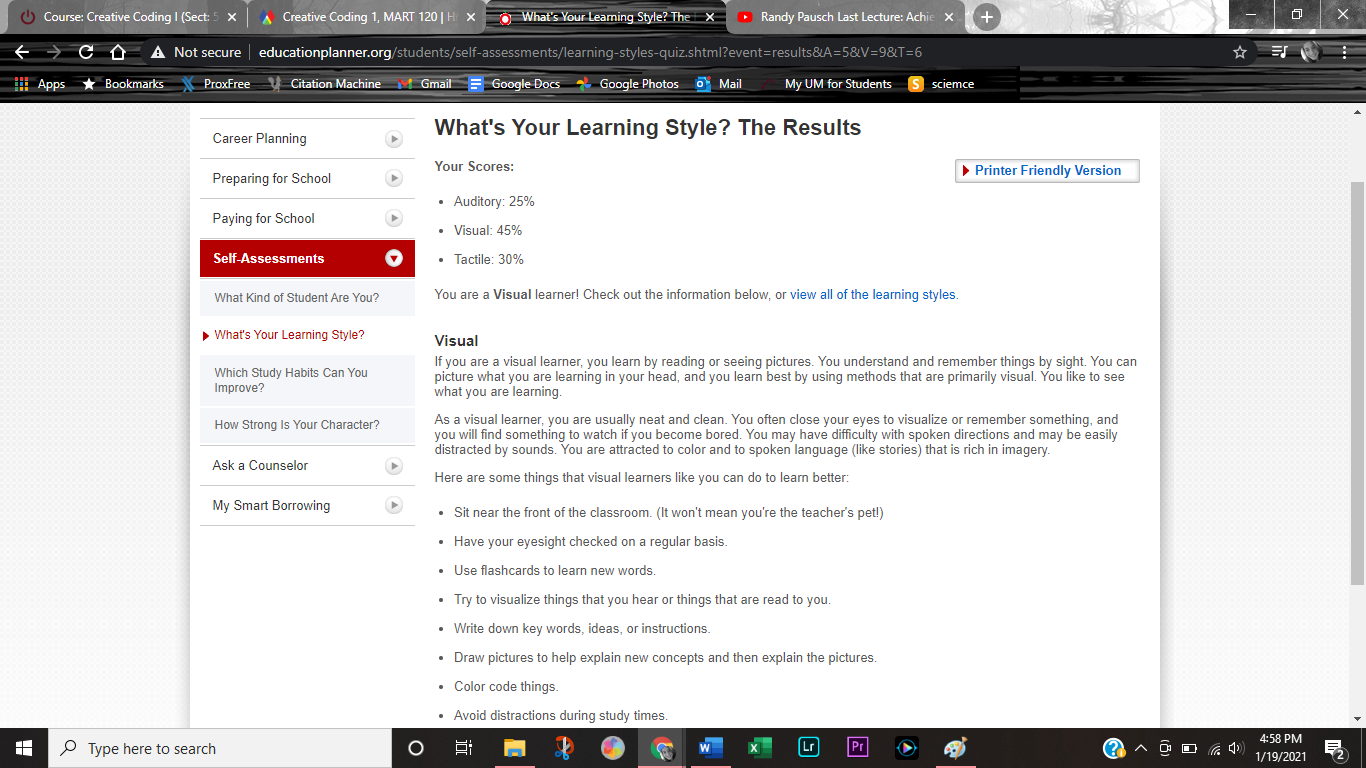 Course: Creative Coding I (Sect: 5
Creative Coding 1, MART 120 | H
What's Your Learning Style? The
Randy Pausch Last Lecture: Achie
Not secure | educationplanner.org/students/self-assessments/learning-styles-quiz.shtml?event=results&A=5&V=9&T=6
Apps Bookmarks ProxFree Citation Machine Gmail Google Docs Google Photos Mail My UM for Students S sciemce
Career Planning
Preparing for School
Paying for School
Self-Assessments
What Kind of Student Are You?
What's Your Learning Style?
Which Study Habits Can You
Improve?
How Strong Is Your Character?
Ask a Counselor
My Smart Borrowing
What's Your Learning Style? The Results
Your Scores:
Printer Friendly Version
• Auditory: 25%
• Visual: 45%
• Tactile: 30%
You are a Visual learner! Check out the information below, or view all of the learning styles.
Visual
If you are a visual learner, you learn by reading or seeing pictures. You understand and remember things by sight. You can
picture what you are learning in your head, and you learn best by using methods that are primarily visual. You like to see
what you are learning.
As a visual learner, you are usually neat and clean. You often close your eyes to visualize or remember something, and
you will find something to watch if you become bored. You may have difficulty with spoken directions and may be easily
distracted by sounds. You are attracted to color and to spoken language (like stories) that is rich in imagery.
Here are some things that visual learners like you can do to learn better:
• Sit near the front of the classroom. (It won't mean you're the teacher's pet!)
• Have your eyesight checked on a regular basis.
• Use flashcards to learn new words.
• Try to visualize things that you hear or things that are read to you.
• Write down key words, ideas, or instructions.
• Draw pictures to help explain new concepts and then explain the pictures.
• Color code things.
• Avoid distractions during study times.
Type here to search
Lr
Pr
4:58 PM
1/19/2021
2